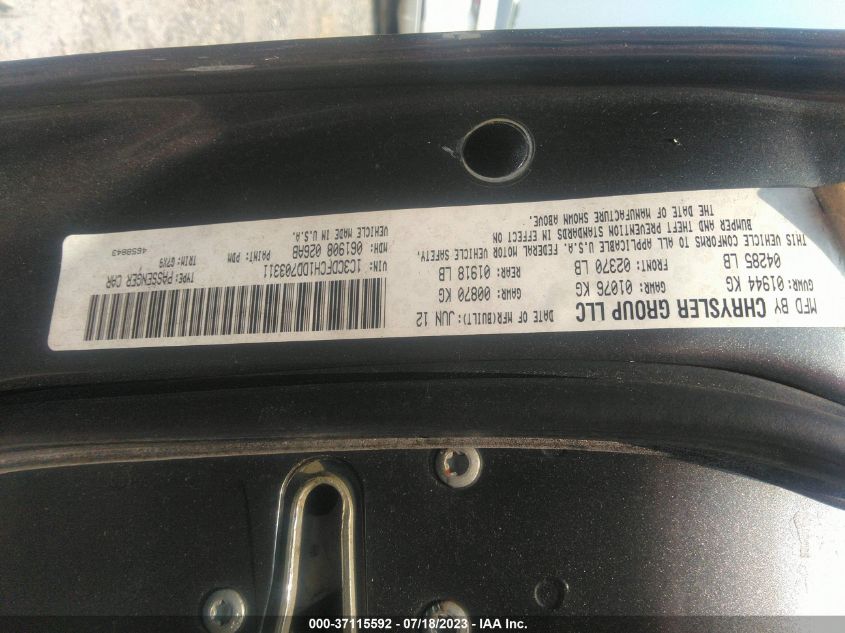 MFD BY CHRYSLER GROUP LLC
DATE OF MFR(BUILT): JUN 12
GVWR: 01944 KG
GAWR: 01076 KG
GAWR: 00870 KG
04285 LB
FRONT: 02370 LB
REAR: 01918 LB
THIS VEHICLE CONFORMS TO ALL APPLICABLE U.S.A. FEDERAL MOTOR VEHICLE SAFETY,
BUMPER AND THEFT PREVENTION STANDARDS IN EFFECT ON
THE DATE OF MANUFACTURE SHOWN ABOVE.
VIN: 1C3CDFCH1DD703311
TYPE: PASSENGER CAR
MDH: 061908 026AB
PAINT: PDM
TRIM: G7X9
VEHICLE MADE IN U.S.A.
4658843
000-37115592 - 07/18/2023 - IAA Inc.